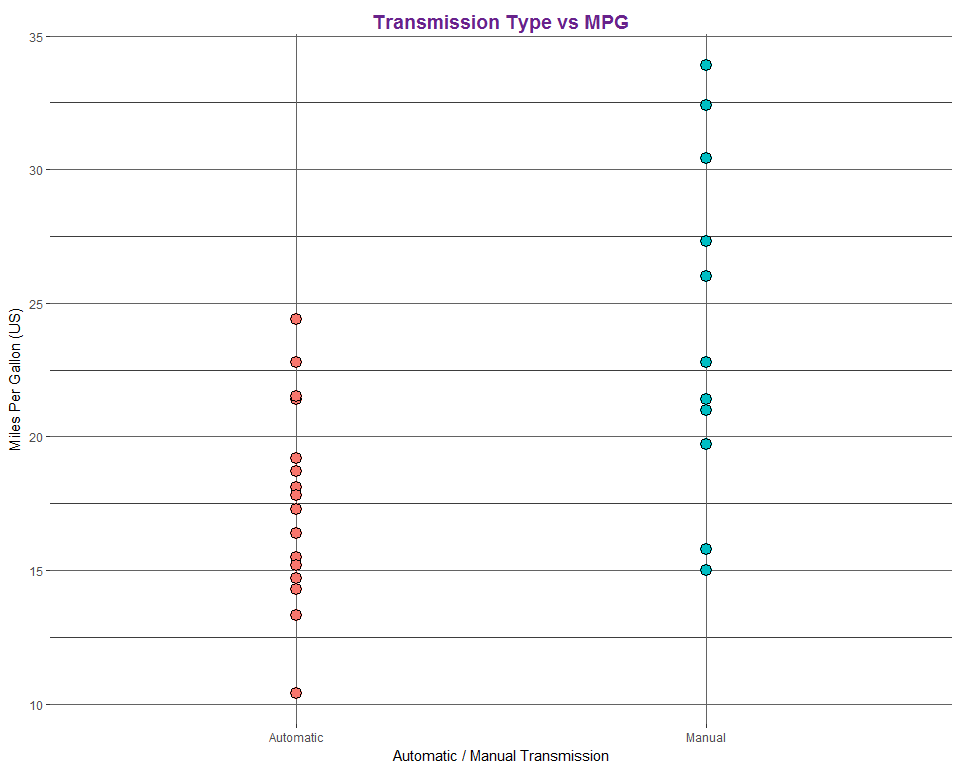 Transmission Type vs MPG
35
30
25
20
15
10
Miles Per Gallon (US)
Automatic
Manual
Automatic / Manual Transmission